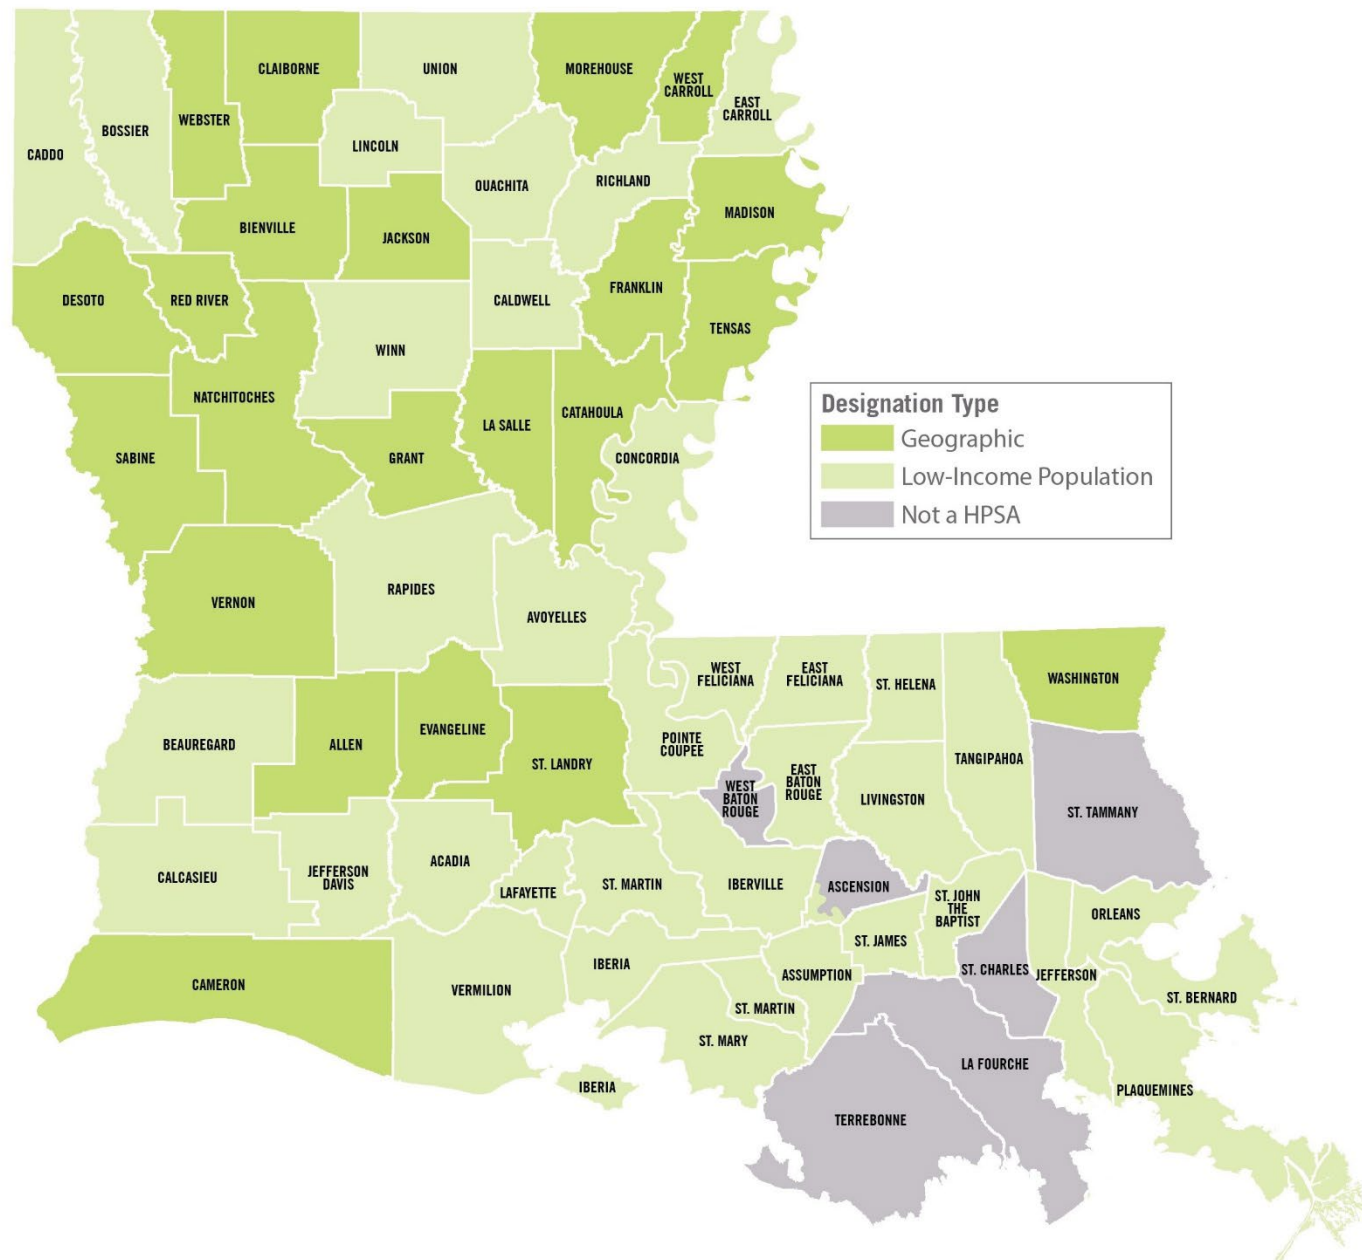 CLAIBORNE
UNION
MOREHOUSE
WEST
CARROLL
EAST
CARROLL
WEBSTER
BOSSIER
CADDO
LINCOLN
OUACHITA
RICHLAND
MADISON
BIENVILLE
JACKSON
DESOTO
RED RIVER
CALDWELL
FRANKLIN
TENSAS
WINN
NATCHITOCHES
LA SALLE
CATAHOULA
SABINE
GRANT
CONCORDIA
Designation Type
Geographic
Low-Income Population
Not a HPSA
VERNON
RAPIDES
AVOYELLES
WEST
FELICIANA
EAST
FELICIANA
ST. HELENA
WASHINGTON
BEAUREGARD
ALLEN
EVANGELINE
ST. LANDRY
POINTE
COUPEE
WEST
BATON
ROUGE
EAST
BATON
ROUGE
LIVINGSTON
TANGIPAHOA
ST. TAMMANY
CALCASIEU
JEFFERSON
DAVIS
ACADIA
LAFAYETTE
ST. MARTIN
IBERVILLE
ASCENSION
ST. JOHN
THE
BAPTIST
ORLEANS
ST. JAMES
CAMERON
VERMILION
IBERIA
ASSUMPTION
ST. CHARLES
JEFFERSON
ST. BERNARD
ST. MARTIN
ST. MARY
LA FOURCHE
IBERIA
PLAQUEMINES
TERREBONNE